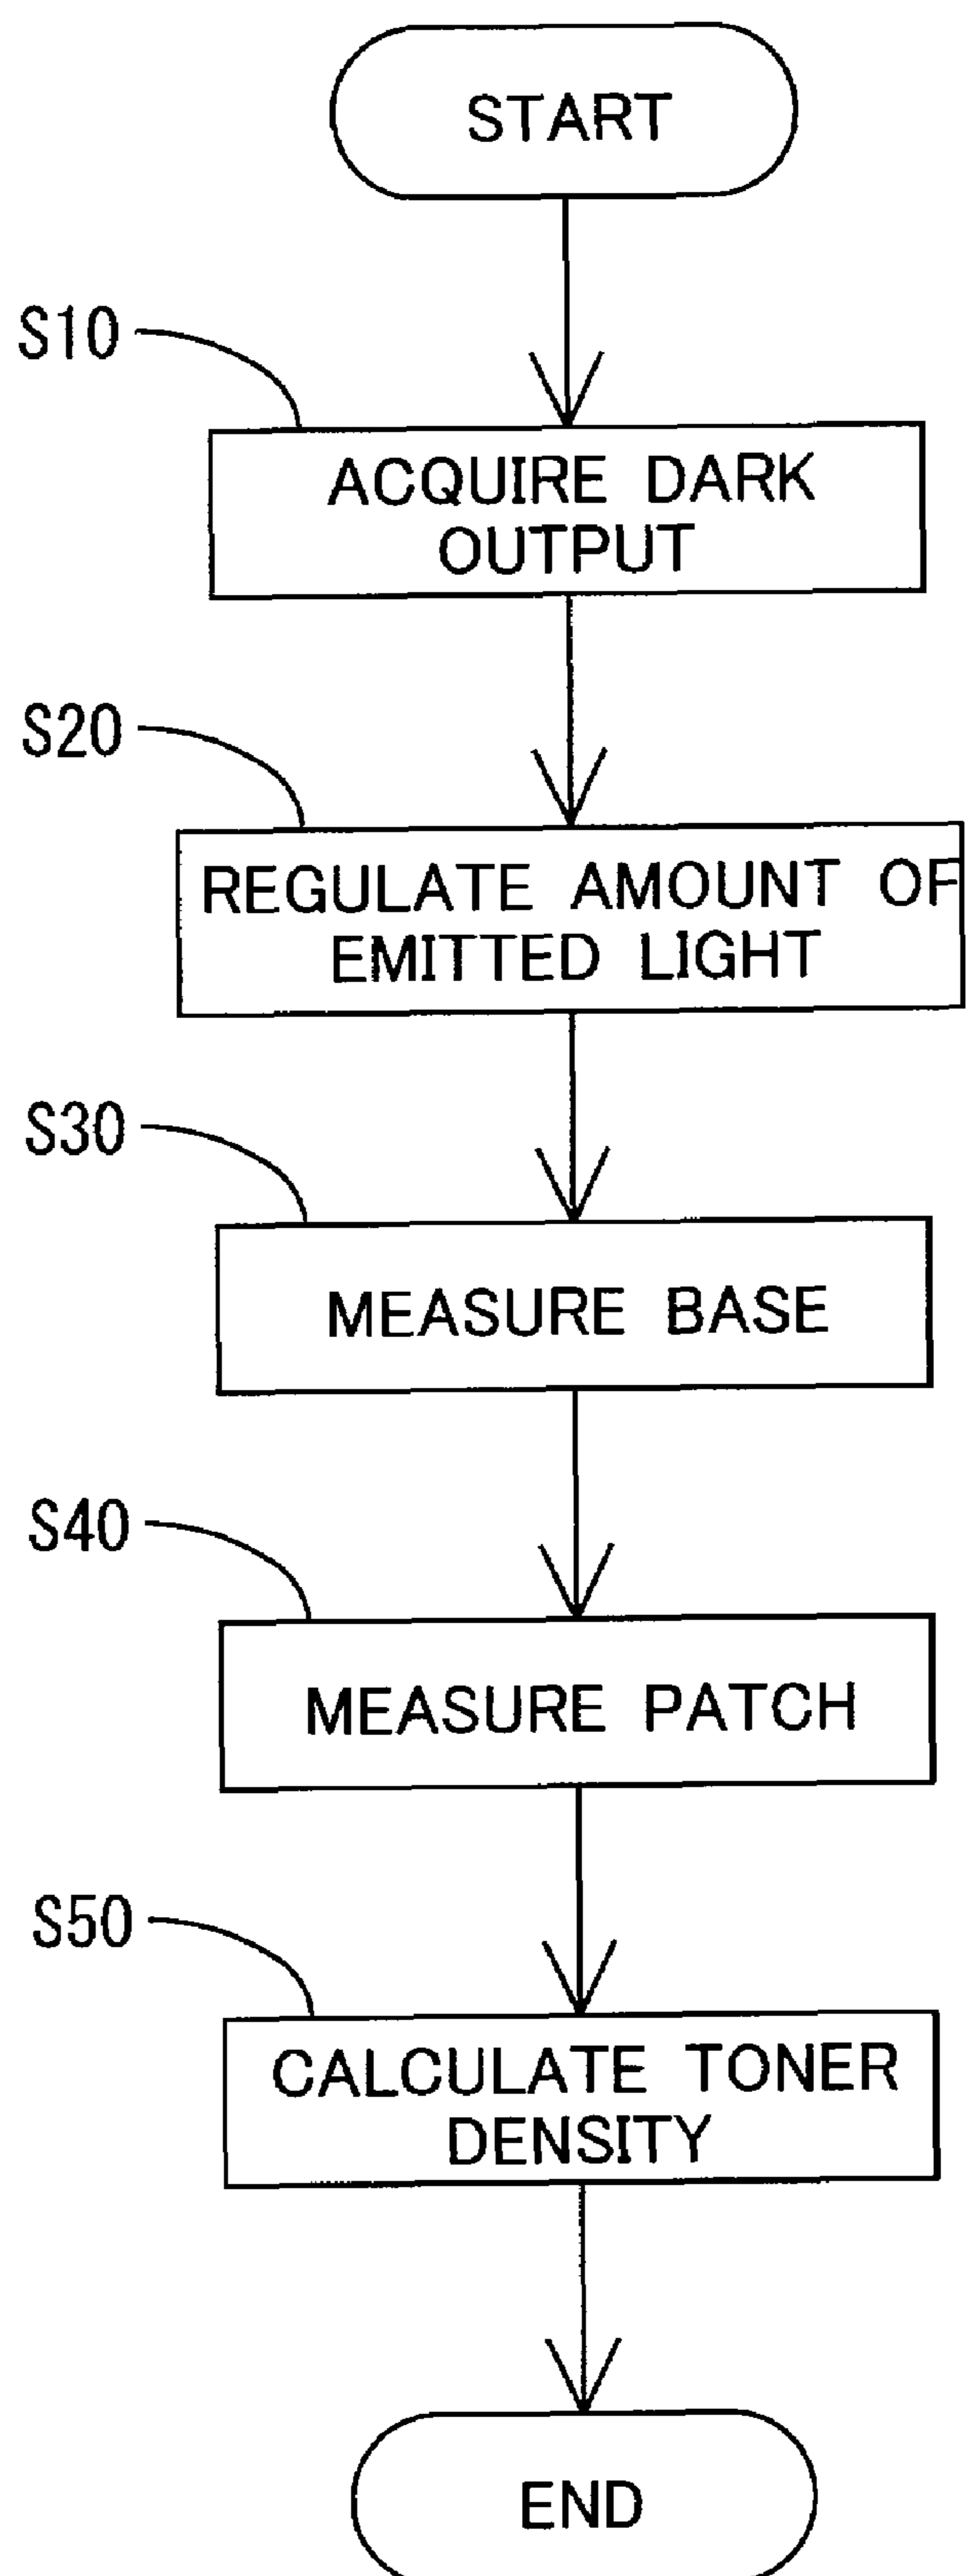 START
S10
ACQUIRE DARK
OUTPUT
S20
REGULATE AMOUNT OF
EMITTED LIGHT
S30
MEASURE BASE
S40
MEASURE PATCH
S50
CALCULATE TONER
DENSITY
END